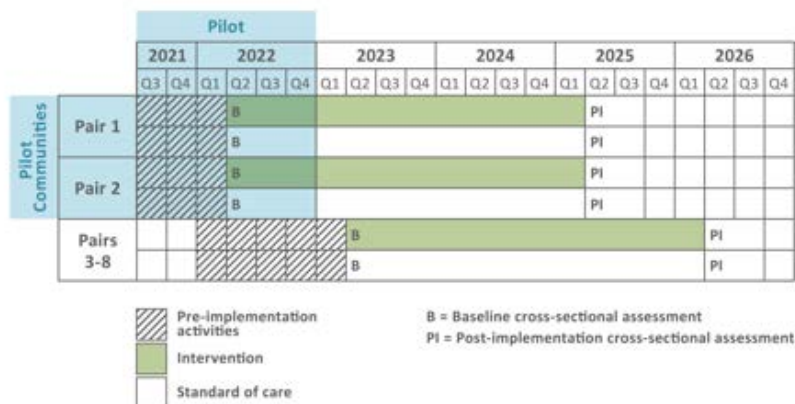 Pilot
2021 2022 2023 2024 2025 2026
Q3 Q4 Q1 Q2 Q3 Q4 Q1 Q2 Q3 Q4 Q1 Q2 Q3 Q4 Q1 Q2 Q3 Q4 Q1 Q2 Q3 Q4
Pilot
Communities
Pair 1
B PI
B PI
Pair 2
B PI
B PI
Pairs
3-8
B PI
B PI
Pre-implementation
activities
Intervention
Standard of care
B = Baseline cross-sectional assessment
PI = Post-implementation cross-sectional assessment